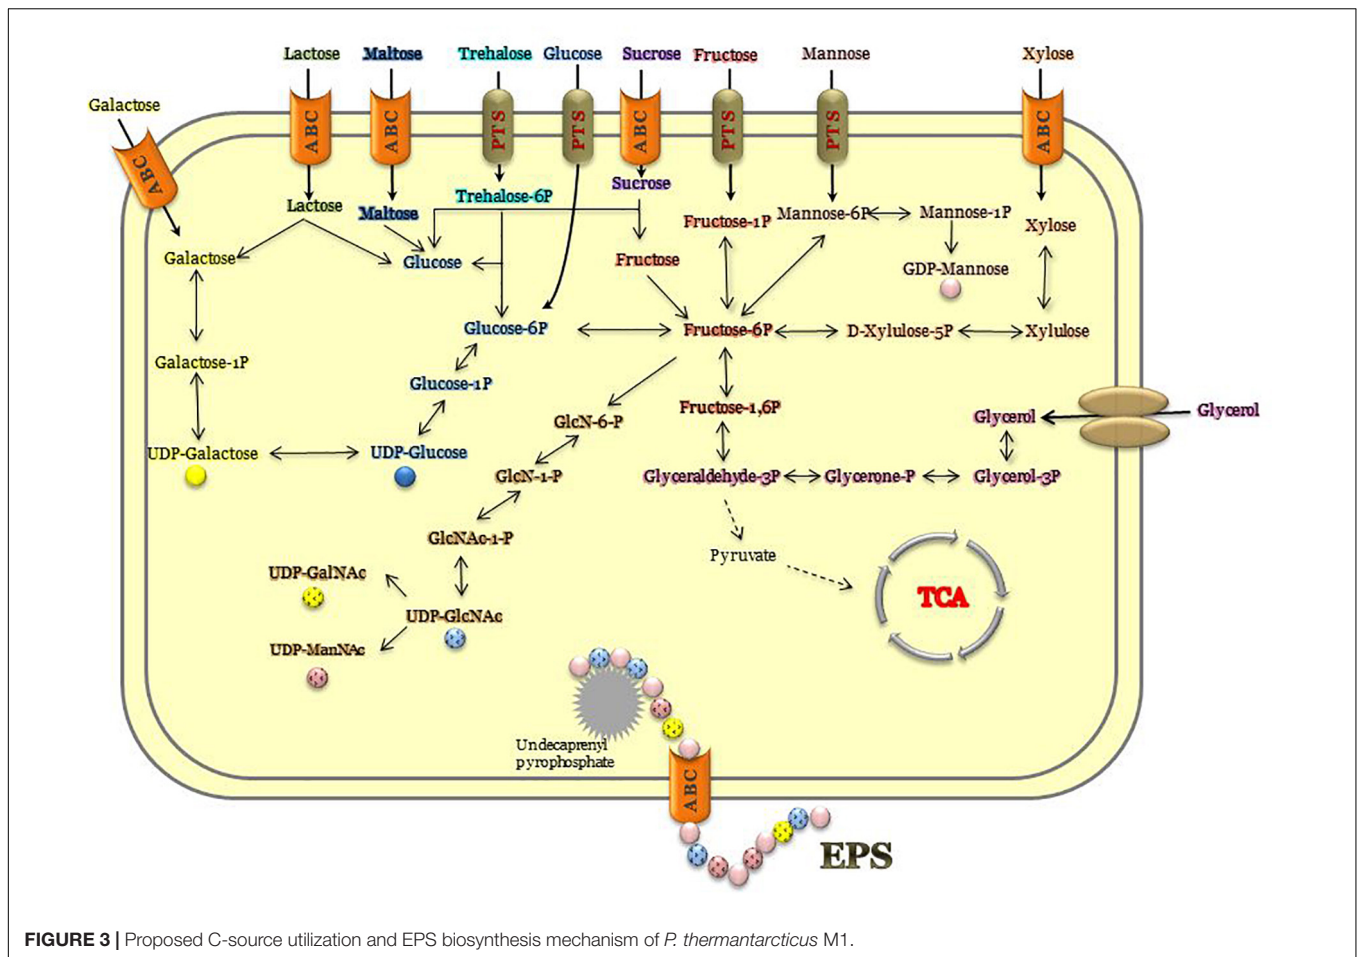 Lactose Maltose Trehalose Glucose Sucrose Fructose Mannose Xylose
Galactose
ABC ABC ABC PTS PTS ABC PTS PTS ABC
Trehalose-6P Sucrose
Lactose Maltose Fructose-1P Mannose-6P Mannose-1P Xylose
Galactose Glucose Fructose GDP-Mannose
Glucose-6P Fructose-6P D-Xylulose-5P Xylulose
Galactose-1P Glucose-1P
GlcN-6-P Fructose-1,6P Glycerol Glycerol
UDP-Galactose UDP-Glucose
GlcN-1-P Glyceraldehyde-3P Glycerone-P Glycerol-3P
GlcNAc-1-P
Pyruvate
UDP-GalNAc TCA
UDP-GlcNAc
UDP-ManNAc
Undecaprenyl
pyrophosphate
ABC
EPS
FIGURE 3 | Proposed C-source utilization and EPS biosynthesis mechanism of P. thermantarcticus M1.